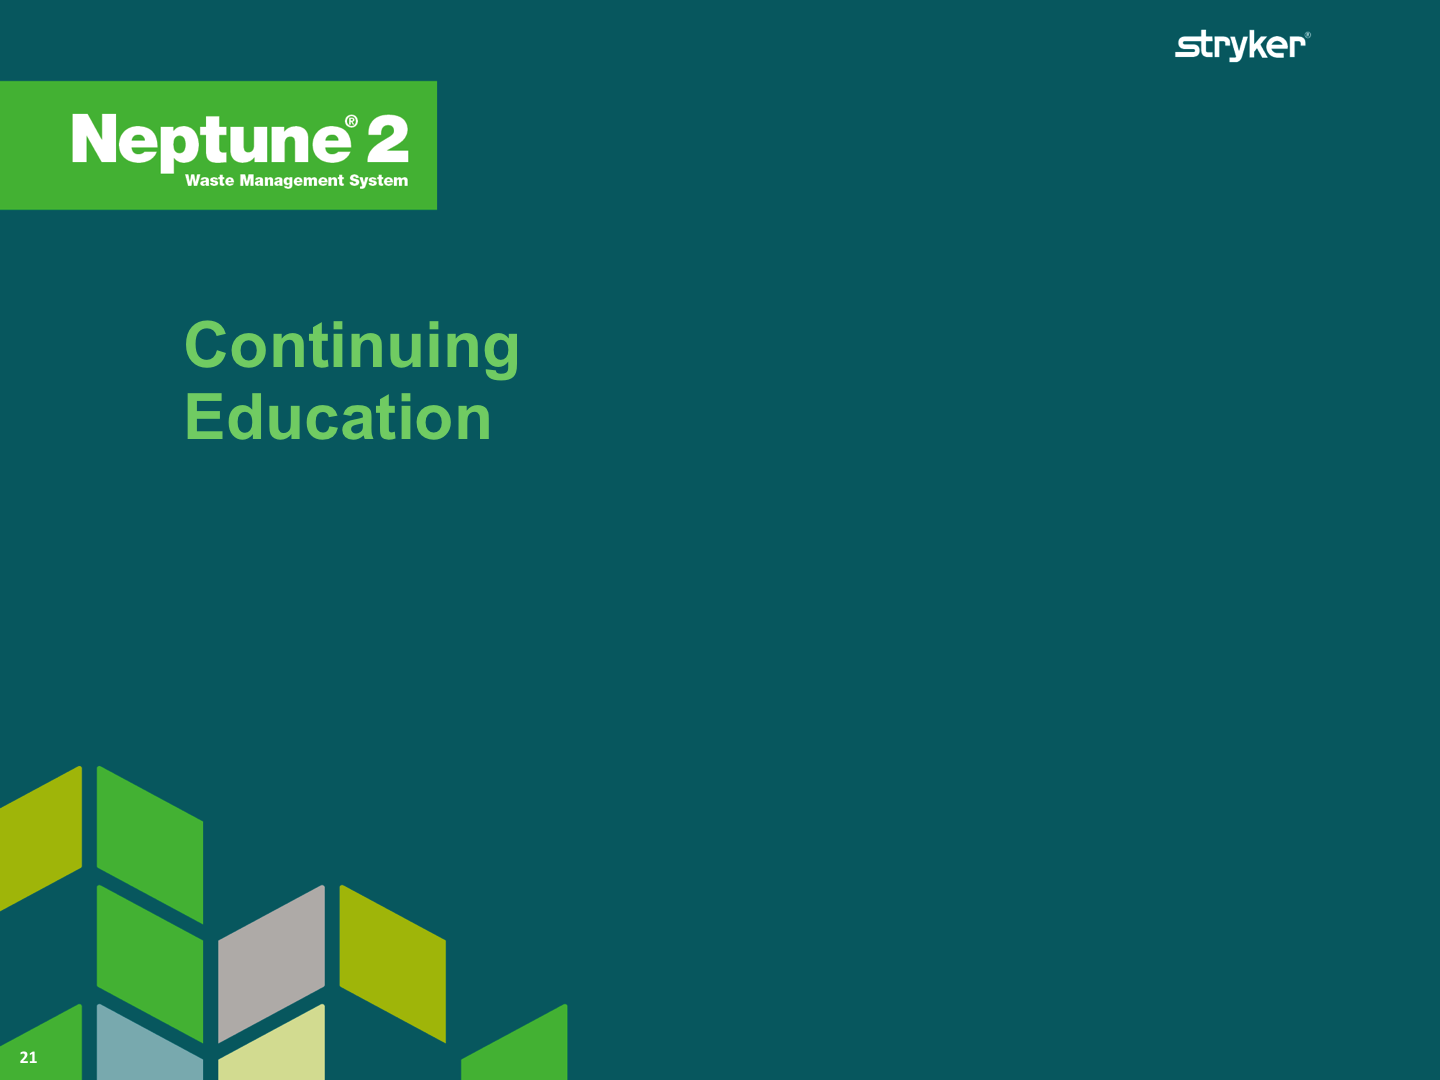 stryker®
Neptune® 2
Waste Management System
Continuing
Education
21